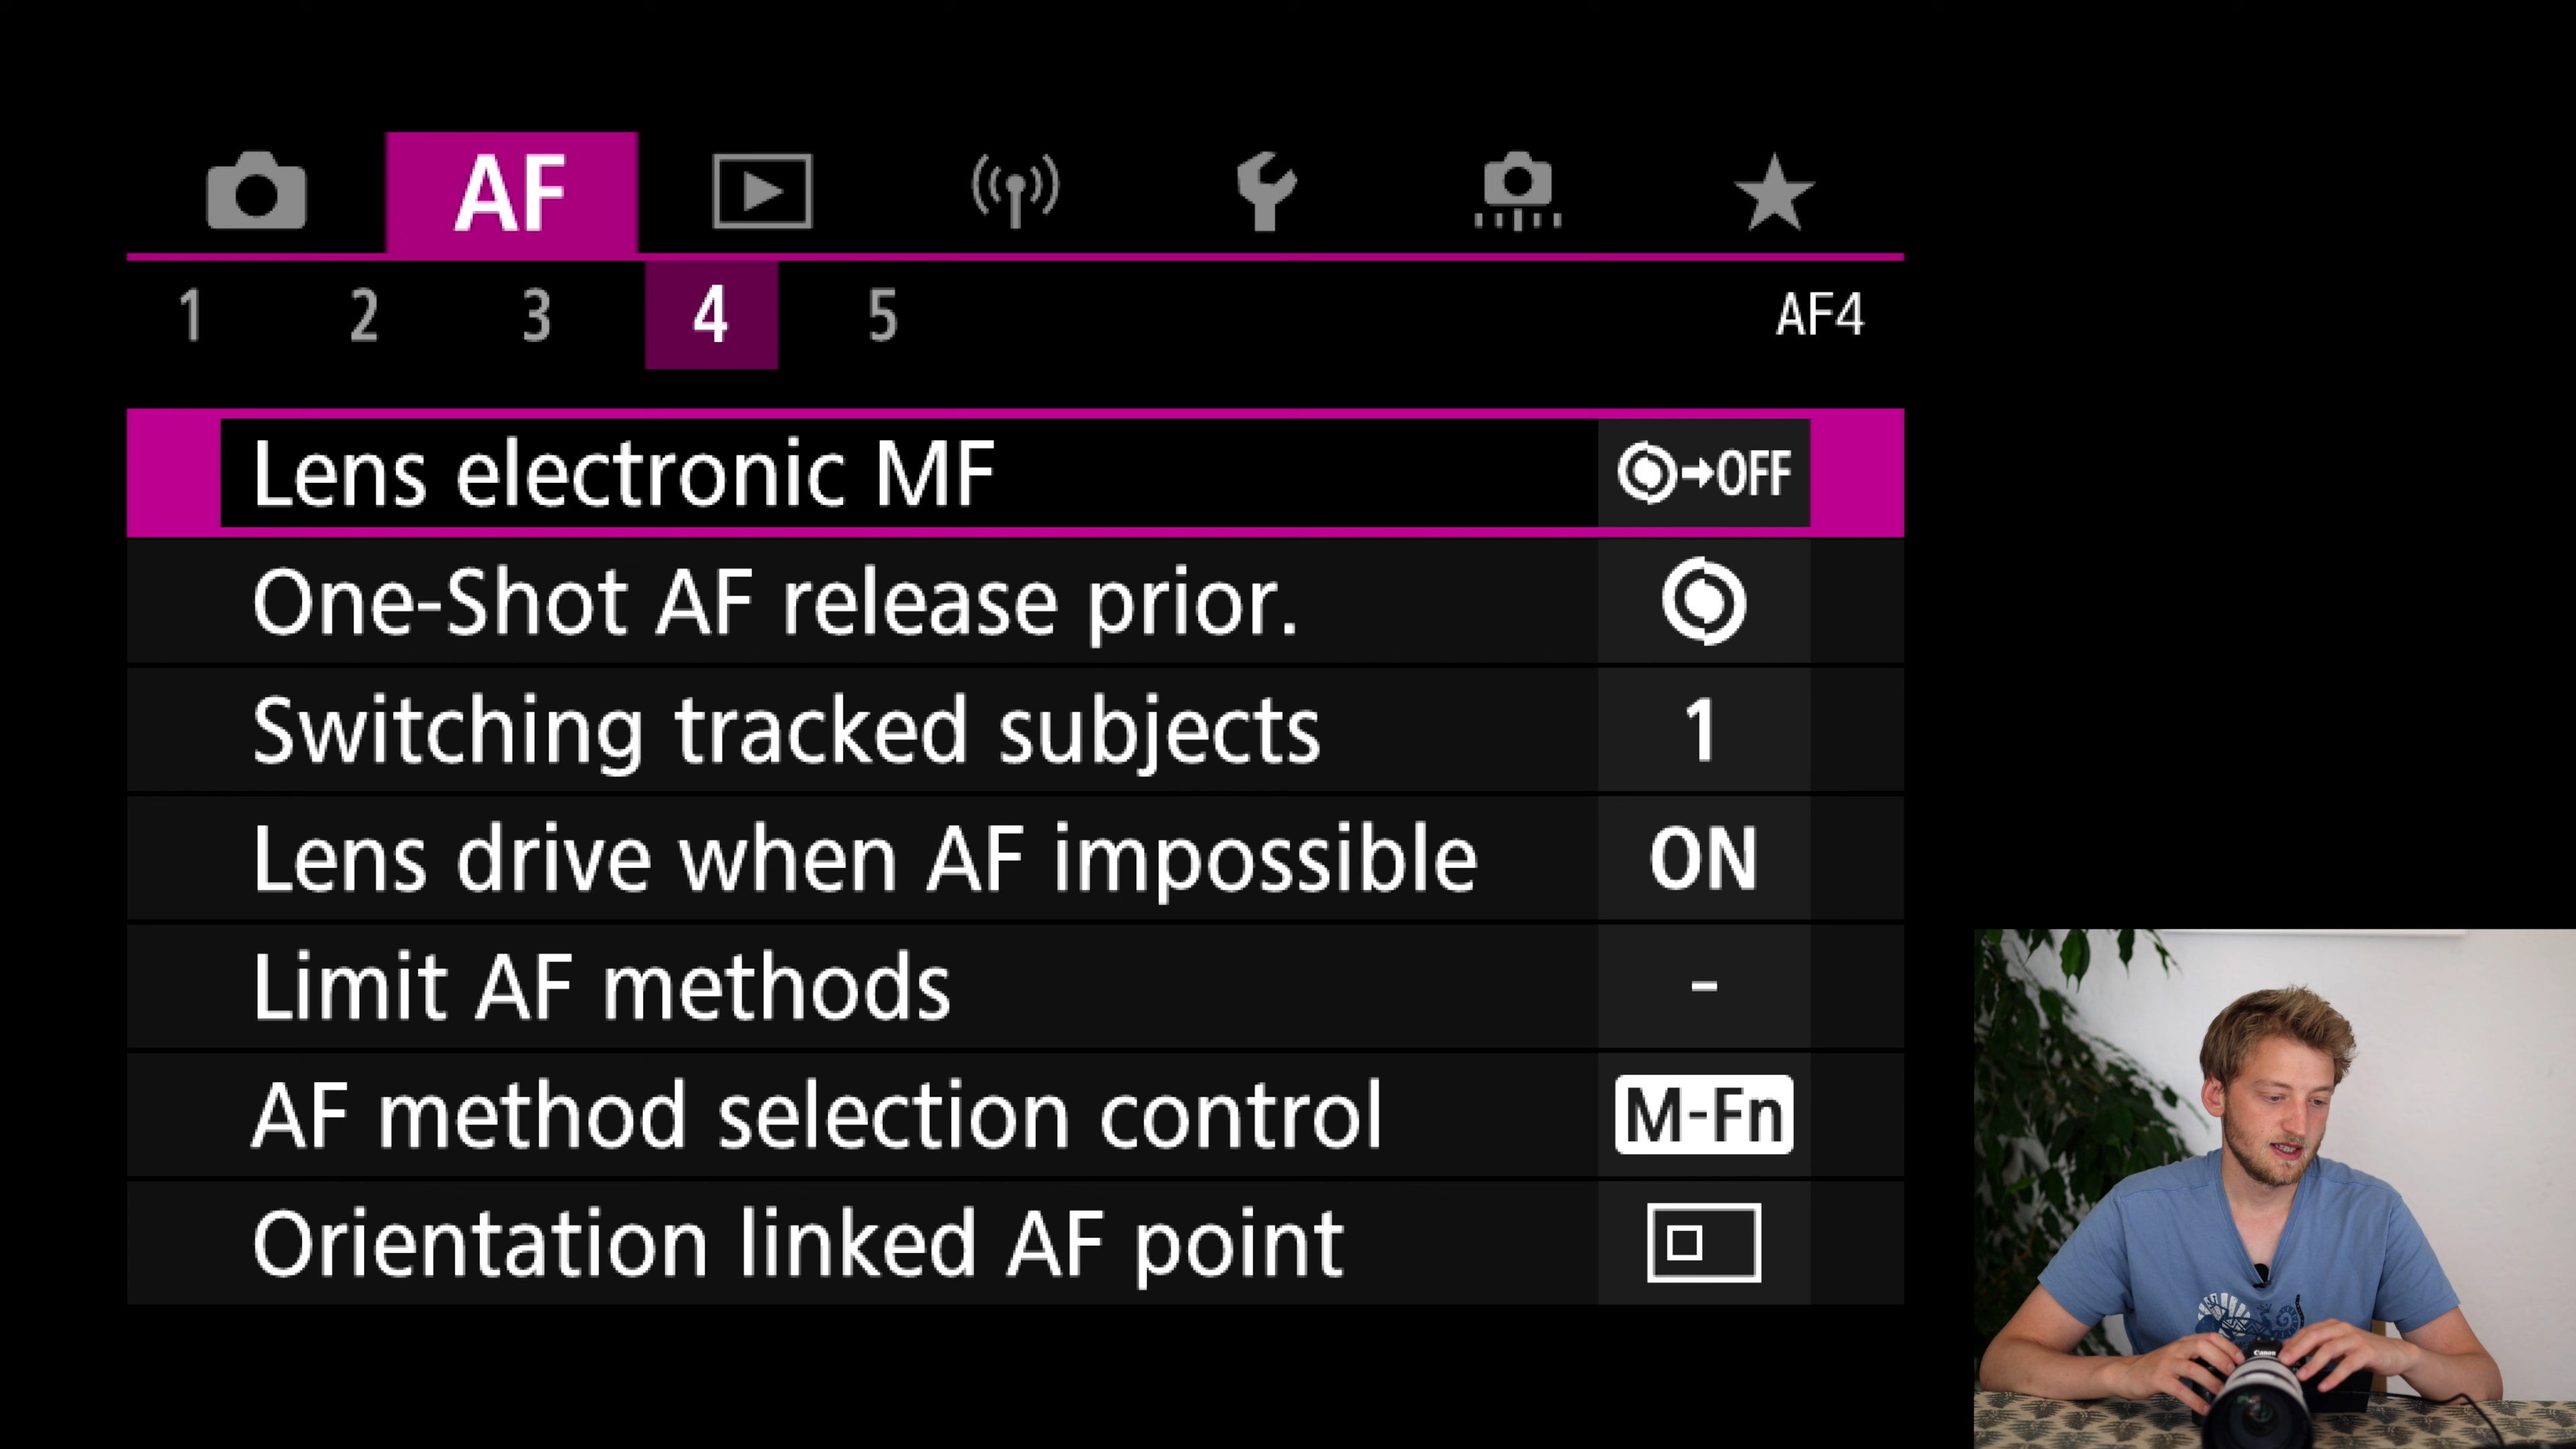 AF
1 2 3 4 5 AF4
Lens electronic MF OFF
One-Shot AF release prior.
Switching tracked subjects 1
Lens drive when AF impossible ON
Limit AF methods -
AF method selection control M-Fn
Orientation linked AF point
Canon